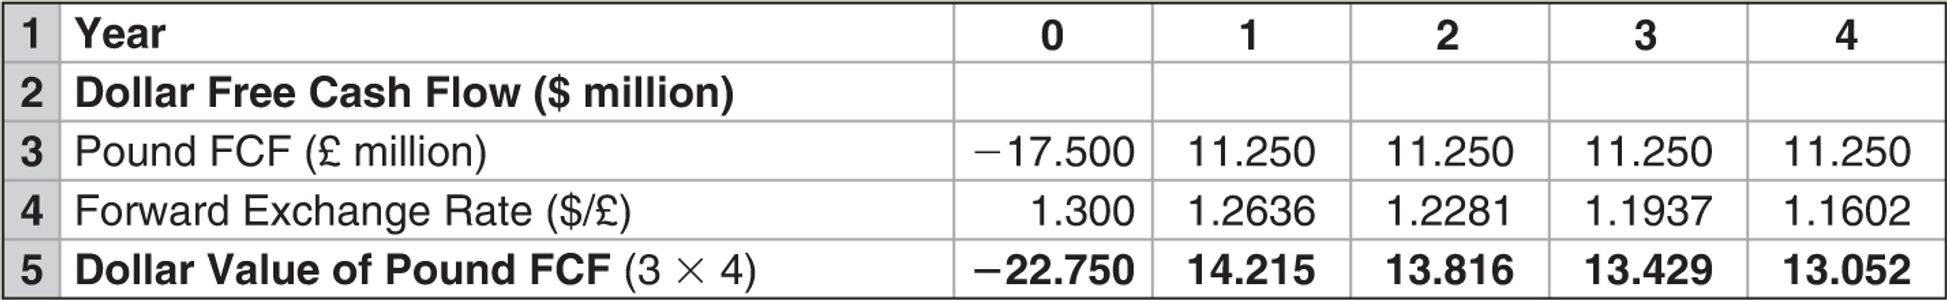 1 Year 0 1 2 3 4
2 Dollar Free Cash Flow ($ million)
3 Pound FCF (£ million) −17.500 11.250 11.250 11.250 11.250
4 Forward Exchange Rate ($/£) 1.300 1.2636 1.2281 1.1937 1.1602
5 Dollar Value of Pound FCF (3 × 4) −22.750 14.215 13.816 13.429 13.052